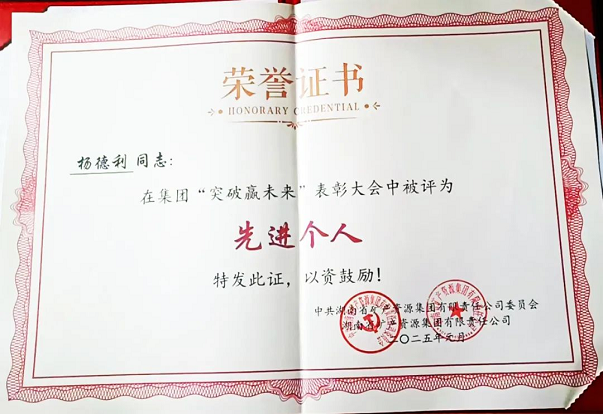 荣誉证书
HONORARY CREDENTIAL
杨德利 同志：
在集团“突破赢未来”表彰大会中被评为
先进个人
特发此证，以资鼓励！
中共湖南省矿产资源集团有限责任公司委员会
湖南省矿产资源集团有限责任公司
二〇二五年元月